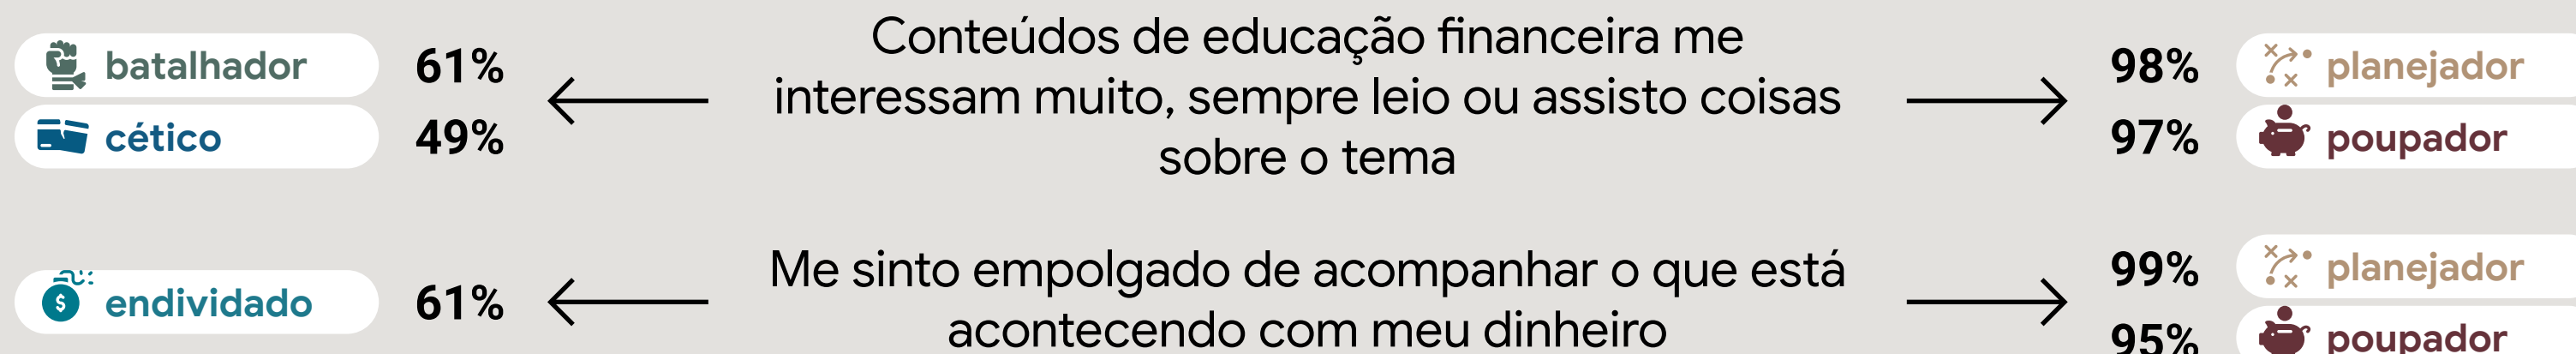 batalhador 61%
cético 49%
Conteúdos de educação financeira me
interessam muito, sempre leio ou assisto coisas
sobre o tema
98% planejador
97% poupador
endividado 61%
Me sinto empolgado de acompanhar o que está
acontecendo com meu dinheiro
99% planejador
95% poupador